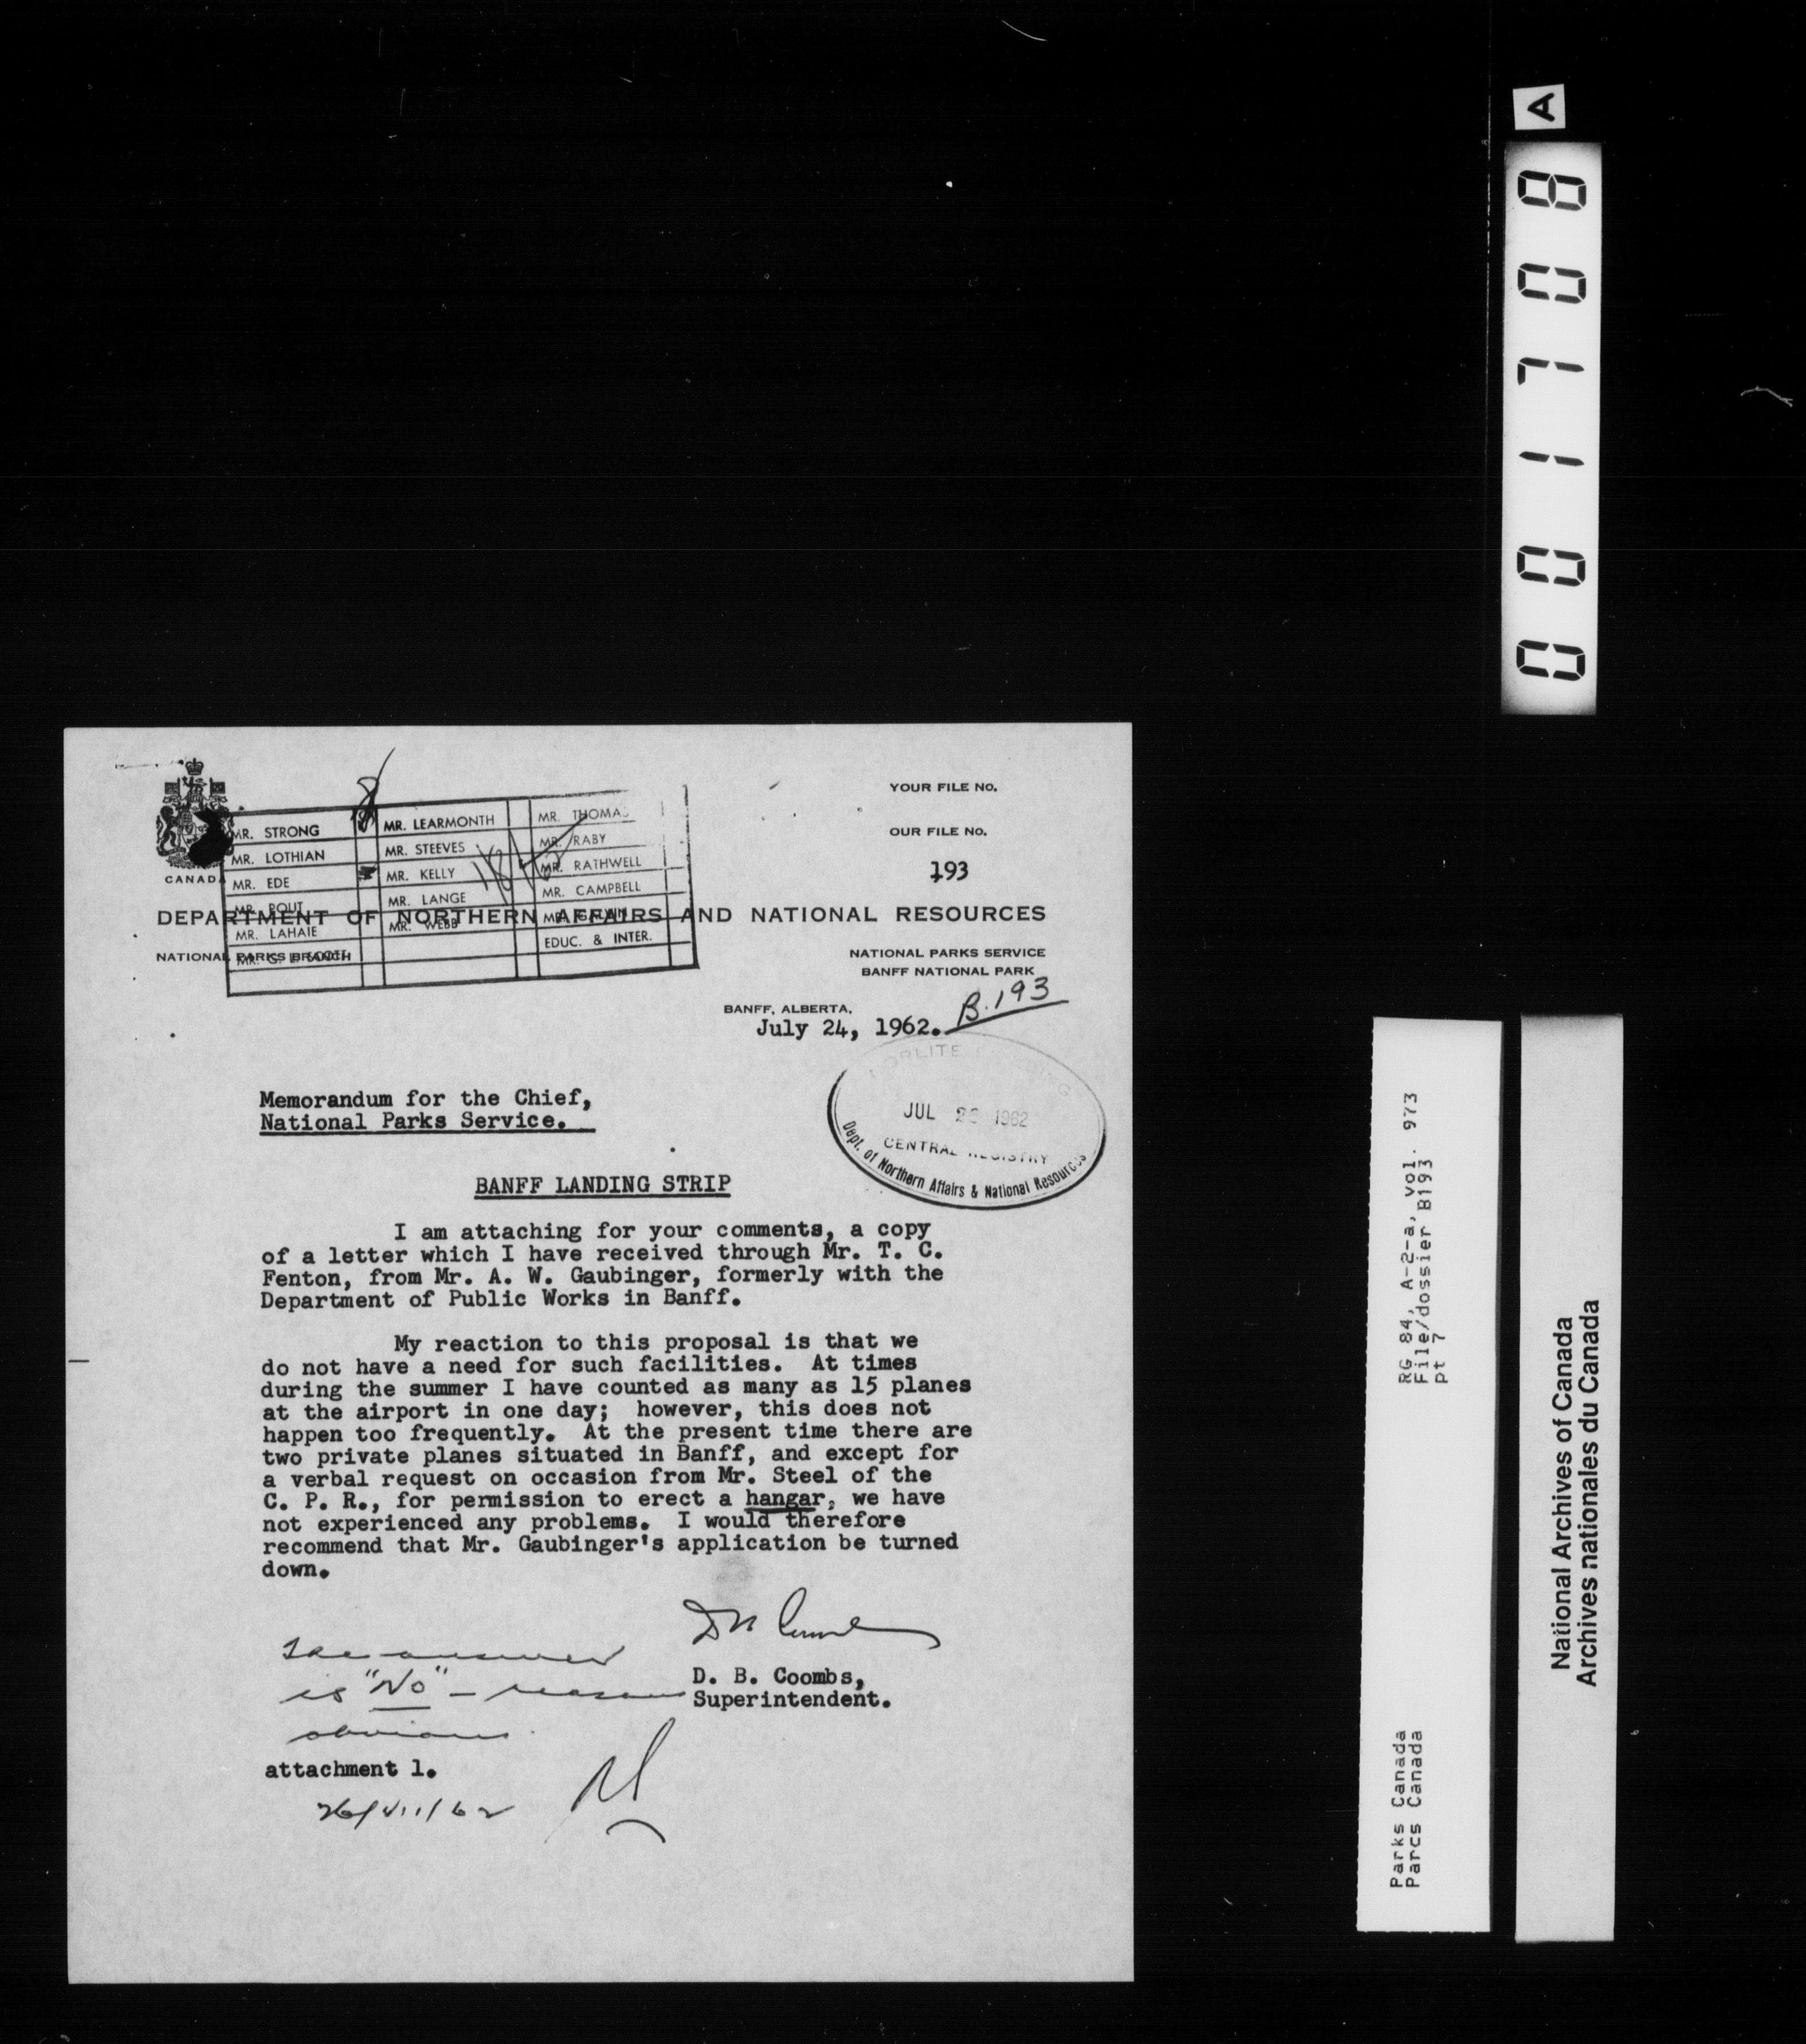 A
001708
YOUR FILE No.
OUR FILE No.
193
CANADA
MR. STRONG
MR. LOTHIAN
MR. EDE
MR. ROUT
MR. LAHAIE
MR. LEARMONTH
MR. STEEVES
MR. KELLY
MR. LANGE
MR. WEBB
MR. THOMAS
MR. RABY
MR. RATHWELL
MR. CAMPBELL
EDUC. & INTER.
DEPARTMENT OF NORTHERN AFFAIRS AND NATIONAL RESOURCES
NATIONAL PARKS BRANCH
NATIONAL PARKS SERVICE
BANFF NATIONAL PARK
BANFF, ALBERTA,
B.193
July 24, 1962.
JUL 1962
CENTRAL REGISTRY
Dept. of Northern Affairs & National Resources
Memorandum for the Chief,
National Parks Service.
BANFF LANDING STRIP
I am attaching for your comments, a copy
of a letter which I have received through Mr. T. C.
Fenton, from Mr. A. W. Gaubinger, formerly with the
Department of Public Works in Banff.
My reaction to this proposal is that we
do not have a need for such facilities. At times
during the summer I have counted as many as 15 planes
at the airport in one day; however, this does not
happen too frequently. At the present time there are
two private planes situated in Banff, and except for
a verbal request on occasion from Mr. Steel of the
C. P. R., for permission to erect a hangar, we have
not experienced any problems. I would therefore
recommend that Mr. Gaubinger's application be turned
down.
D. B. Coombs,
Superintendent.
The answer
is "No" - reasons
obvious.
attachment 1.
26/VII/62
RG 84, A-2-a, vol. 973
File/dossier B193
pt 7
Parks Canada
Parcs Canada
National Archives of Canada
Archives nationales du Canada